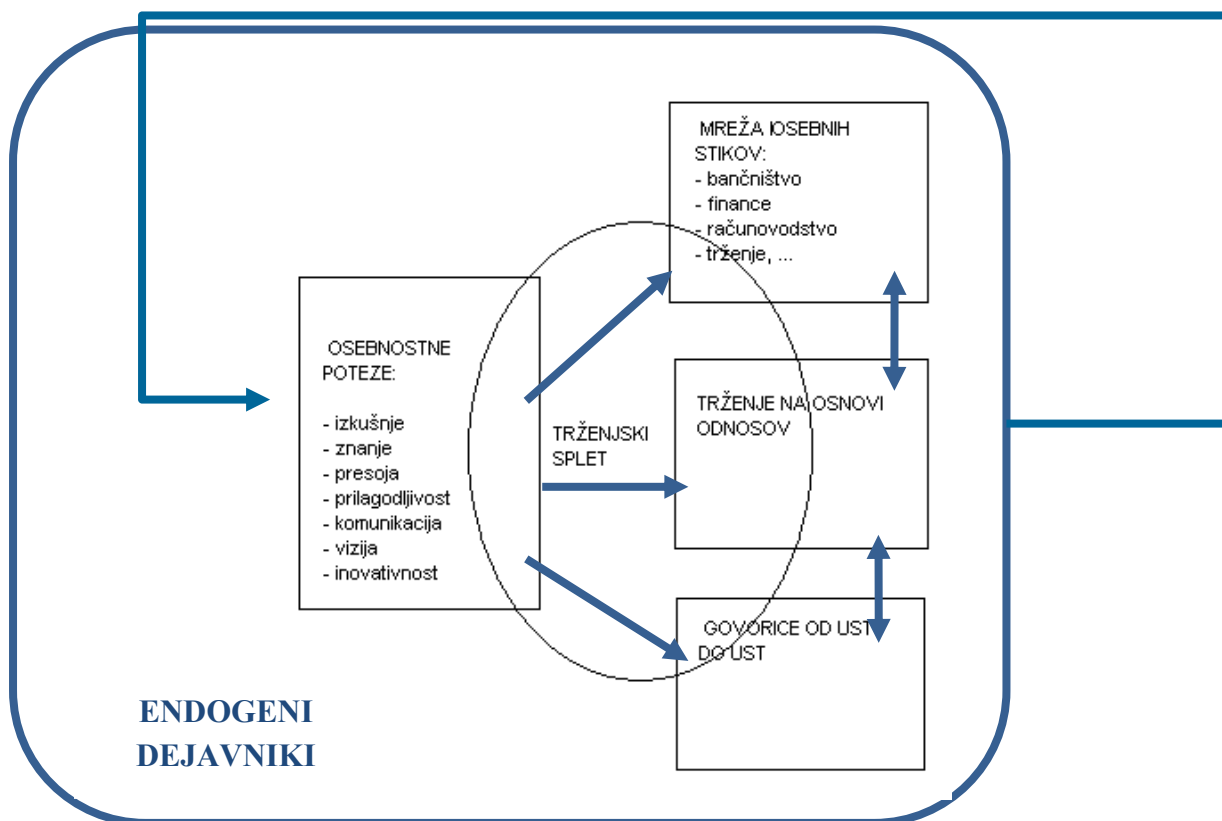 MREŽA OSEBNIH
STIKOV:
- bančništvo
- finance
- računovodstvo
- trženje, ...
OSEBNOSTNE
POTEZE:
- izkušnje
- znanje
- presoja
- prilagodljivost
- komunikacija
- vizija
- inovativnost
TRŽENJSKI
SPLET
TRŽENJE NA OSNOVI
ODNOSOV
GOVORICE OD UST
DO UST
ENDOGENI
DEJAVNIKI